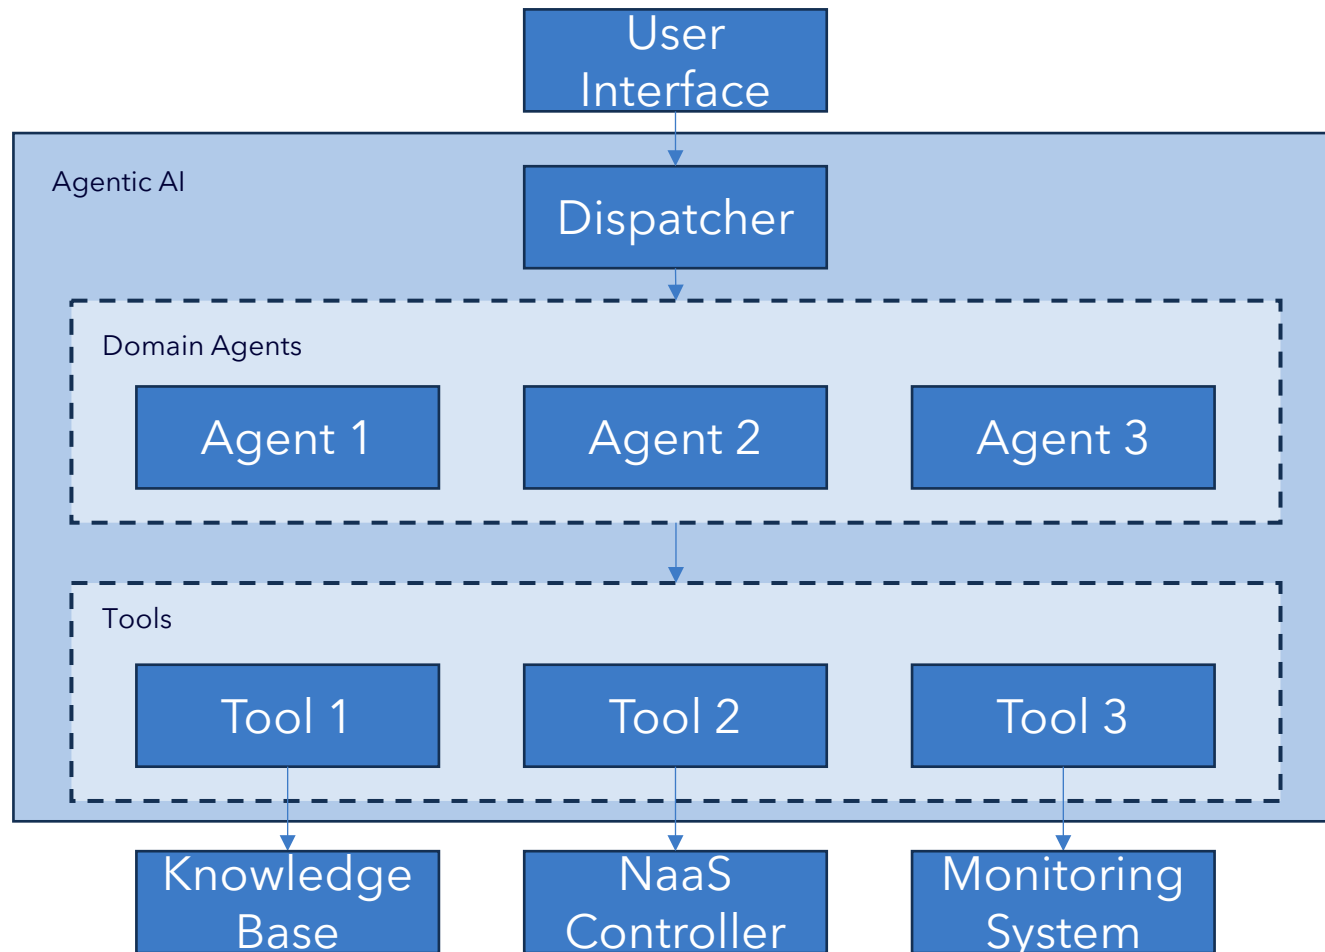 User
Interface
Agentic AI
Dispatcher
Domain Agents
Agent 1
Agent 2
Agent 3
Tools
Tool 1
Tool 2
Tool 3
Knowledge
Base
NaaS
Controller
Monitoring
System